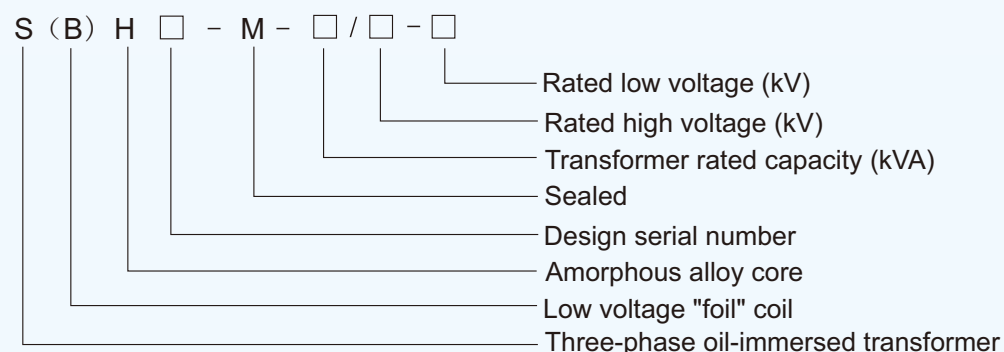 S（B）H □ - M - □ / □ - □
Rated low voltage (kV)
Rated high voltage (kV)
Transformer rated capacity (kVA)
Sealed
Design serial number
Amorphous alloy core
Low voltage "foil" coil
Three-phase oil-immersed transformer